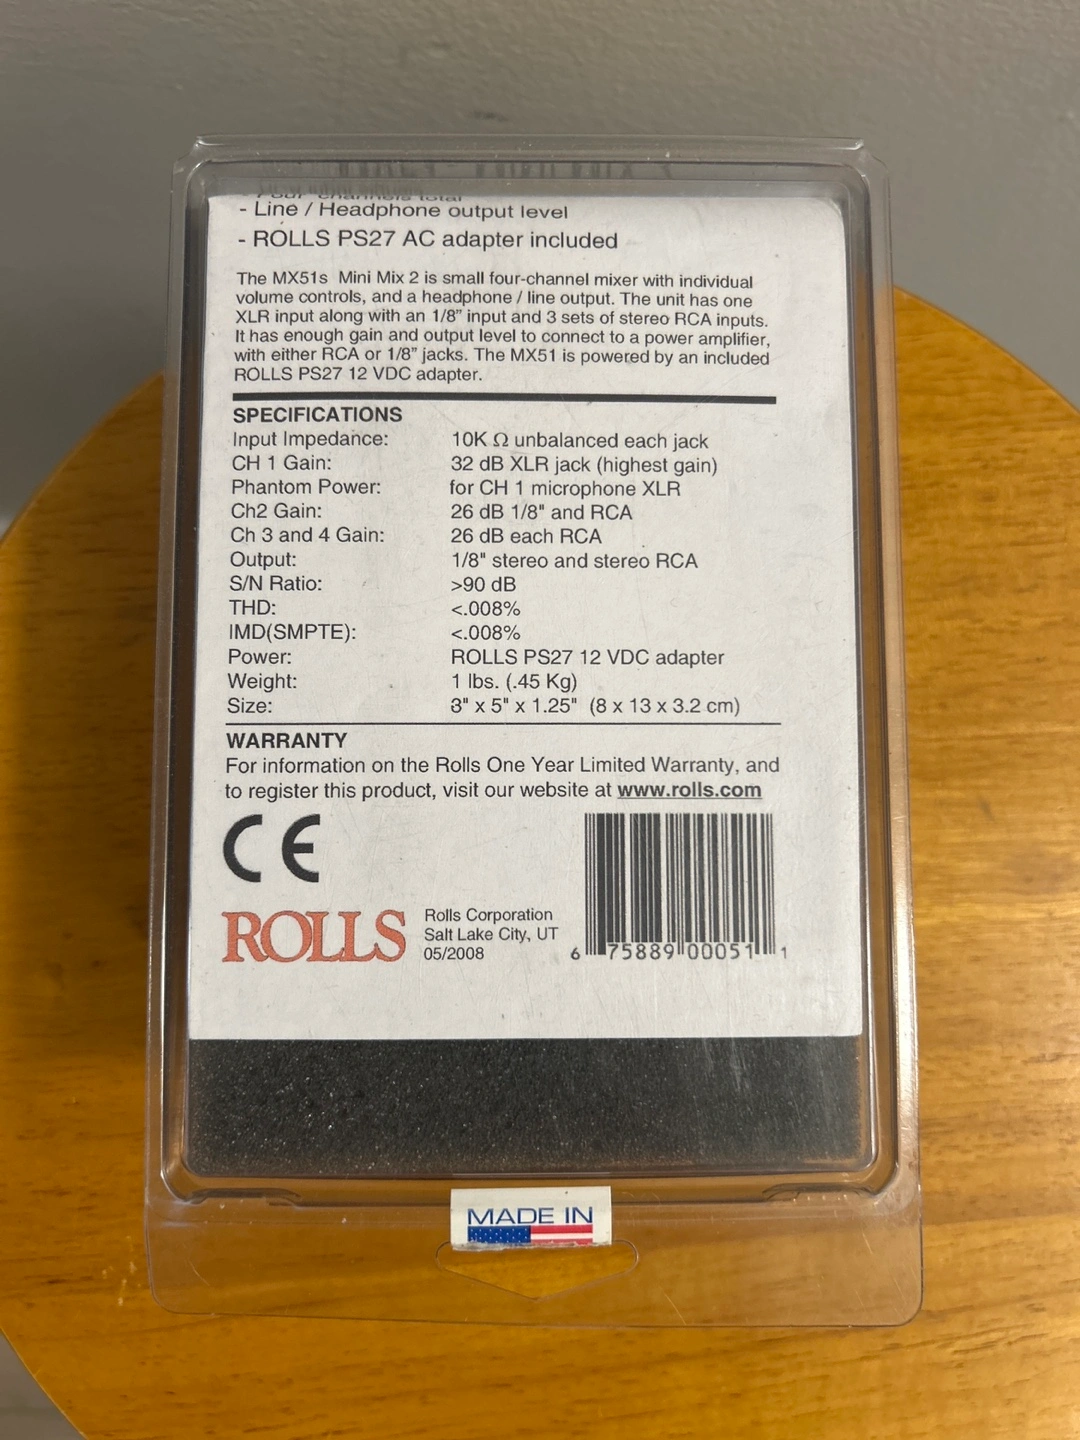 - Four channels total
- Line / Headphone output level
- ROLLS PS27 AC adapter included
The MX51s Mini Mix 2 is small four-channel mixer with individual
volume controls, and a headphone / line output. The unit has one
XLR input along with an 1/8" input and 3 sets of stereo RCA inputs.
It has enough gain and output level to connect to a power amplifier,
with either RCA or 1/8" jacks. The MX51 is powered by an included
ROLLS PS27 12 VDC adapter.
SPECIFICATIONS
Input Impedance: 10K Ω unbalanced each jack
CH 1 Gain: 32 dB XLR jack (highest gain)
Phantom Power: for CH 1 microphone XLR
Ch2 Gain: 26 dB 1/8" and RCA
Ch 3 and 4 Gain: 26 dB each RCA
Output: 1/8" stereo and stereo RCA
S/N Ratio: >90 dB
THD: <.008%
IMD(SMPTE): <.008%
Power: ROLLS PS27 12 VDC adapter
Weight: 1 lbs. (.45 Kg)
Size: 3" x 5" x 1.25" (8 x 13 x 3.2 cm)
WARRANTY
For information on the Rolls One Year Limited Warranty, and
to register this product, visit our website at www.rolls.com
CE
ROLLS
Rolls Corporation
Salt Lake City, UT
05/2008
6 75889 00051 1
MADE IN